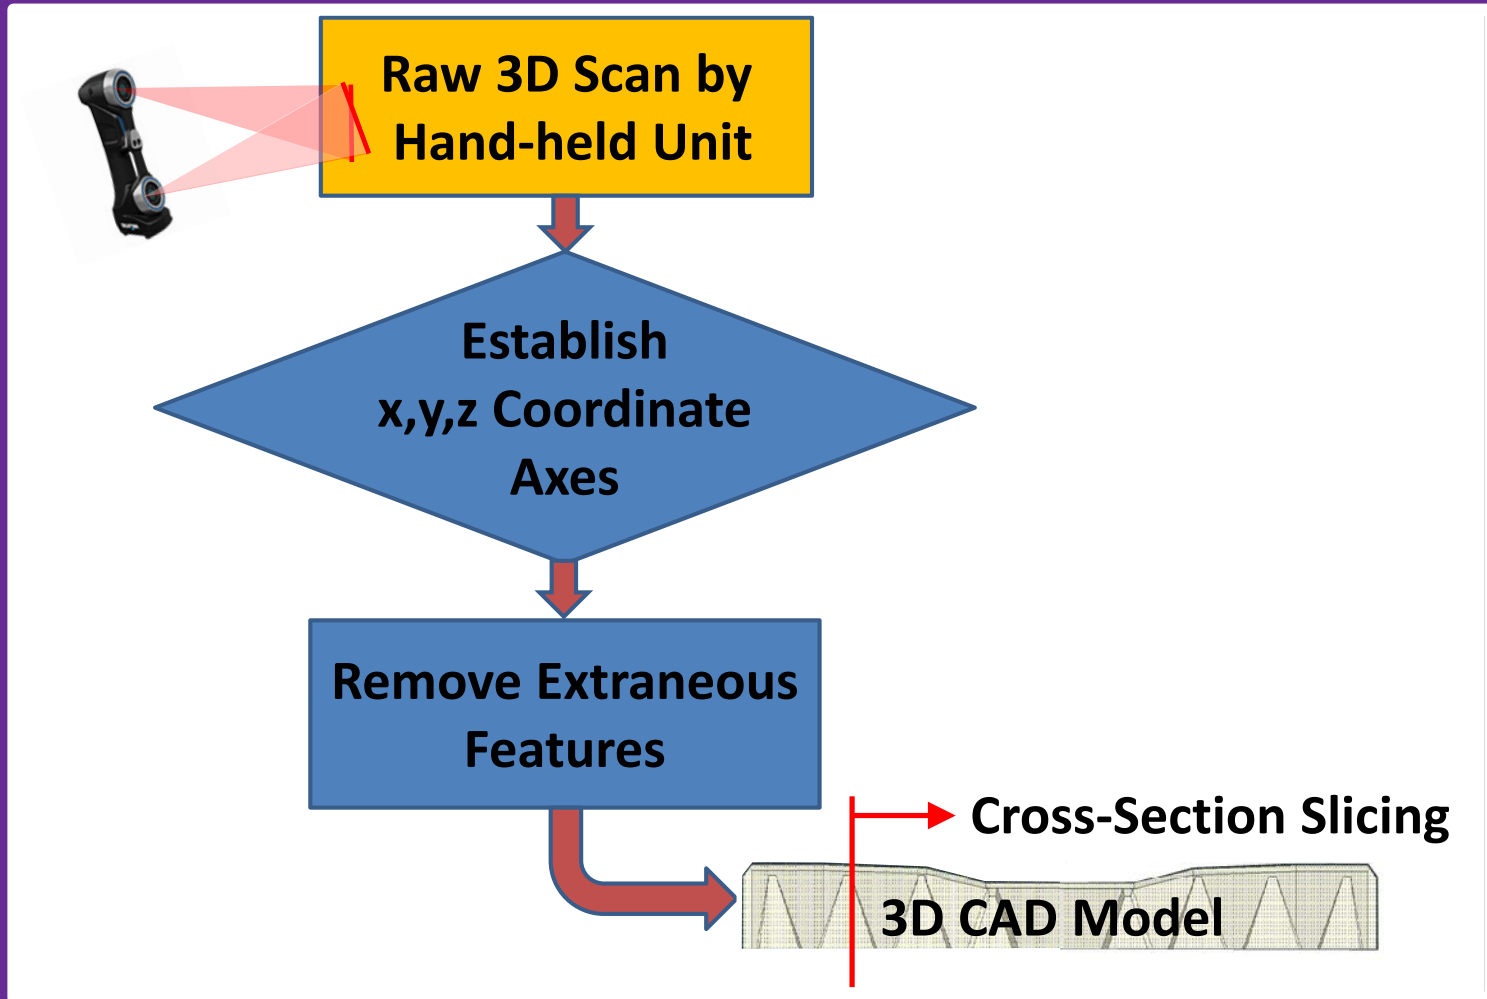 Raw 3D Scan by
Hand-held Unit
Establish
x,y,z Coordinate
Axes
Remove Extraneous
Features
Cross-Section Slicing
3D CAD Model